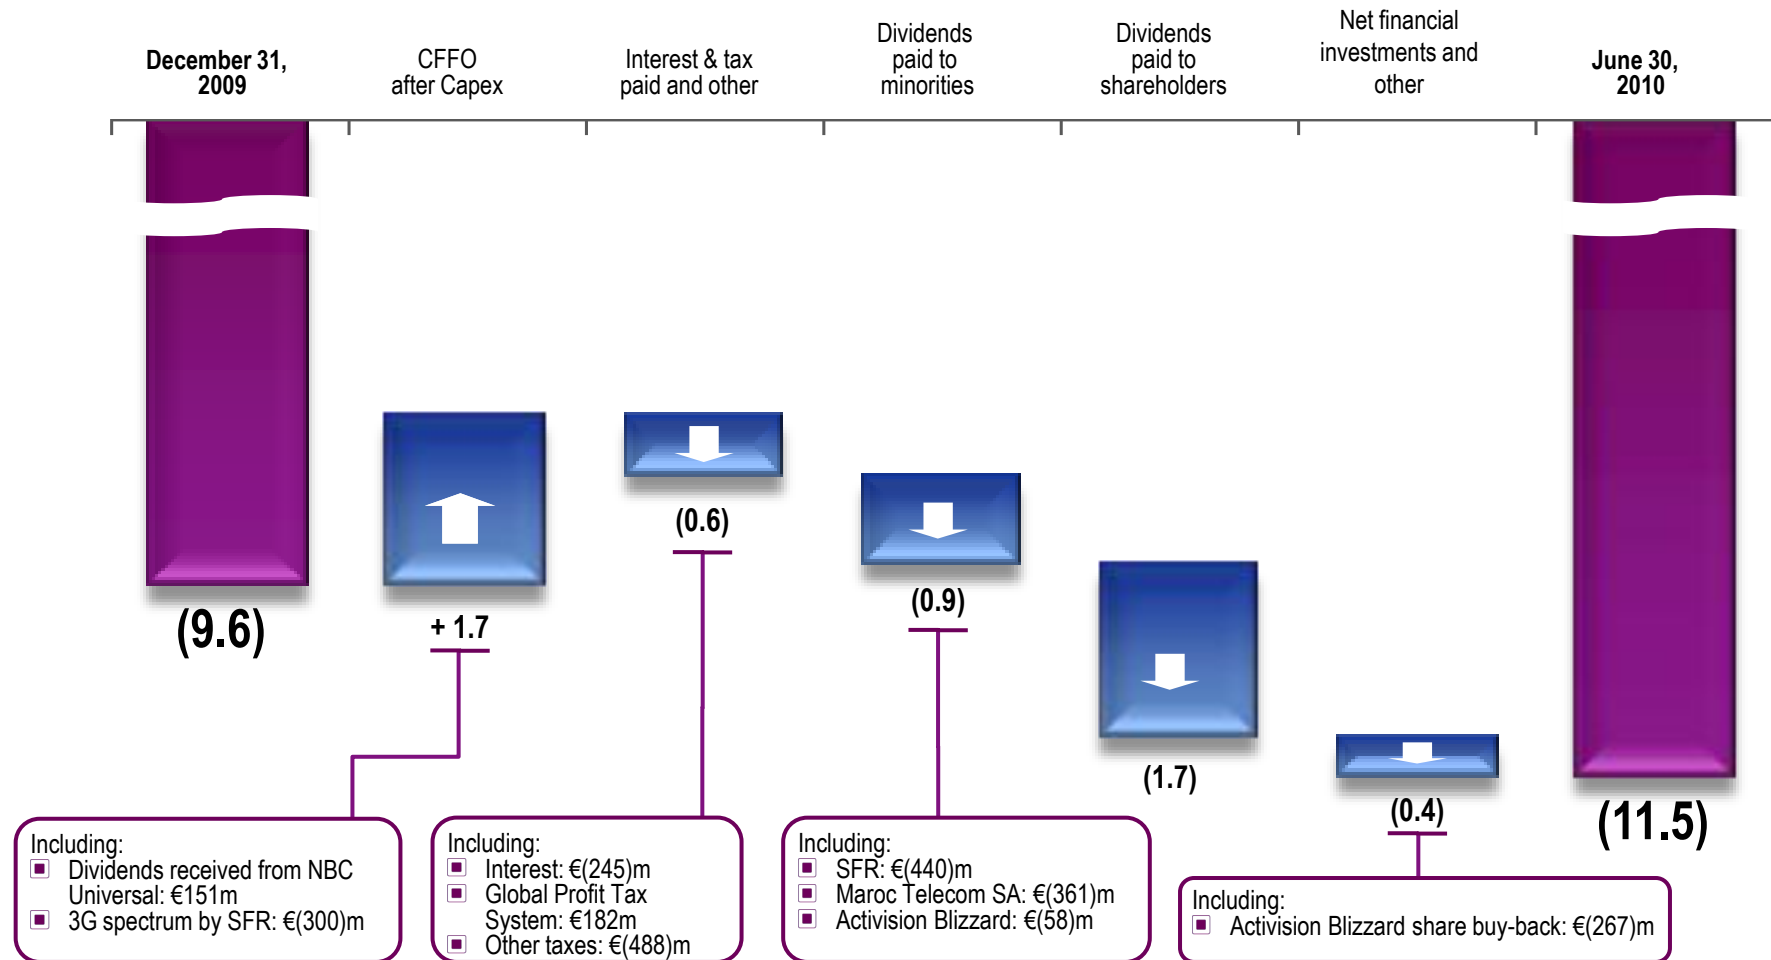 December 31,
2009
CFFO
after Capex
Interest & tax
paid and other
Dividends
paid to
minorities
Dividends
paid to
shareholders
Net financial
investments and
other
June 30,
2010
(9.6)
+ 1.7
(0.6)
(0.9)
(1.7)
(0.4)
(11.5)
Including:
Dividends received from NBC
Universal: €151m
3G spectrum by SFR: €(300)m
Including:
Interest: €(245)m
Global Profit Tax
System: €182m
Other taxes: €(488)m
Including:
SFR: €(440)m
Maroc Telecom SA: €(361)m
Activision Blizzard: €(58)m
Including:
Activision Blizzard share buy-back: €(267)m